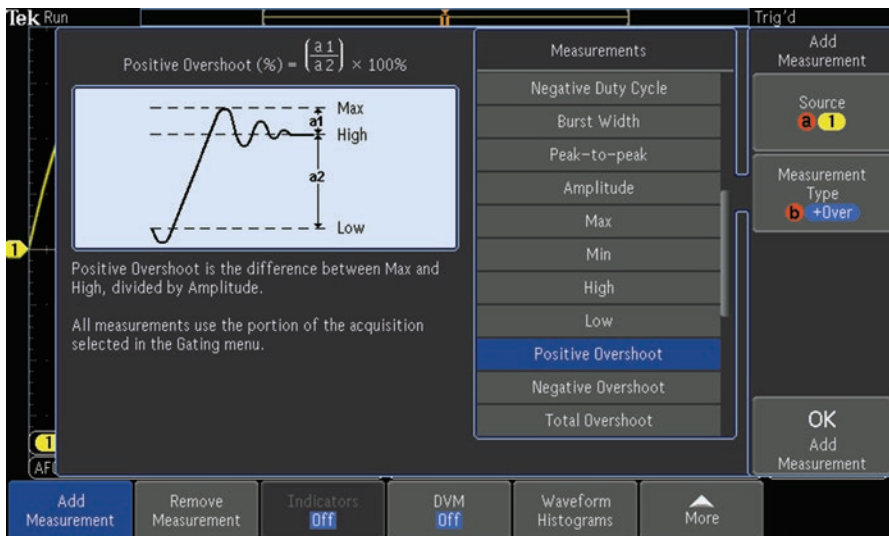 Tek Run
Trig'd
Positive Overshoot (%) = (a1/a2) × 100%
Max
a1
High
a2
Low
Positive Overshoot is the difference between Max and
High, divided by Amplitude.
All measurements use the portion of the acquisition
selected in the Gating menu.
Measurements
Negative Duty Cycle
Burst Width
Peak-to-peak
Amplitude
Max
Min
High
Low
Positive Overshoot
Negative Overshoot
Total Overshoot
Add
Measurement
Source
a 1
Measurement
Type
b +Over
OK
Add
Measurement
1
1
Add
Measurement
Remove
Measurement
Indicators
Off
DVM
Off
Waveform
Histograms
More